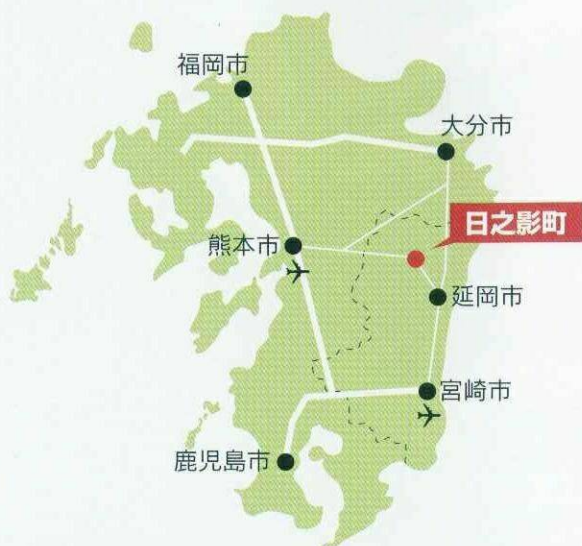 福岡市
大分市
日之影町
熊本市
延岡市
宮崎市
鹿児島市